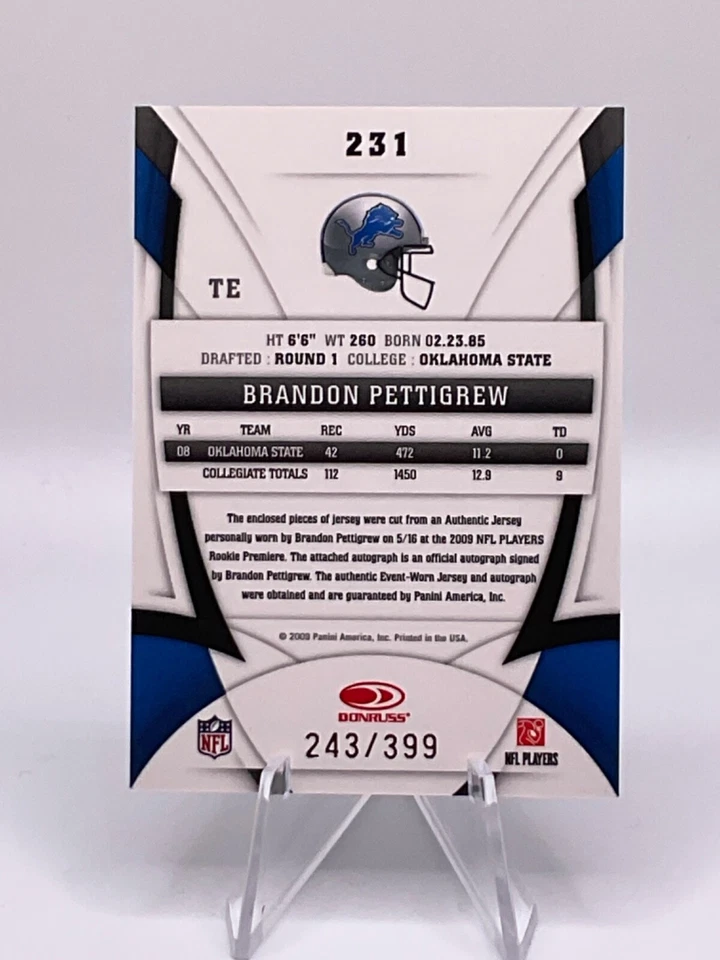 231
TE
HT 6'6" WT 260 BORN 02.23.85
DRAFTED : ROUND 1 COLLEGE : OKLAHOMA STATE
BRANDON PETTIGREW
YR TEAM REC YDS AVG TD
08 OKLAHOMA STATE 42 472 11.2 0
COLLEGIATE TOTALS 112 1450 12.9 9
The enclosed pieces of jersey were cut from an Authentic Jersey
personally worn by Brandon Pettigrew on 5/16 at the 2009 NFL PLAYERS
Rookie Premiere. The attached autograph is an official autograph signed
by Brandon Pettigrew. The authentic Event-Worn Jersey and autograph
were obtained and are guaranteed by Panini America, Inc.
© 2009 Panini America, Inc. Printed in the USA.
DONRUSS
NFL 243/399 NFL PLAYERS